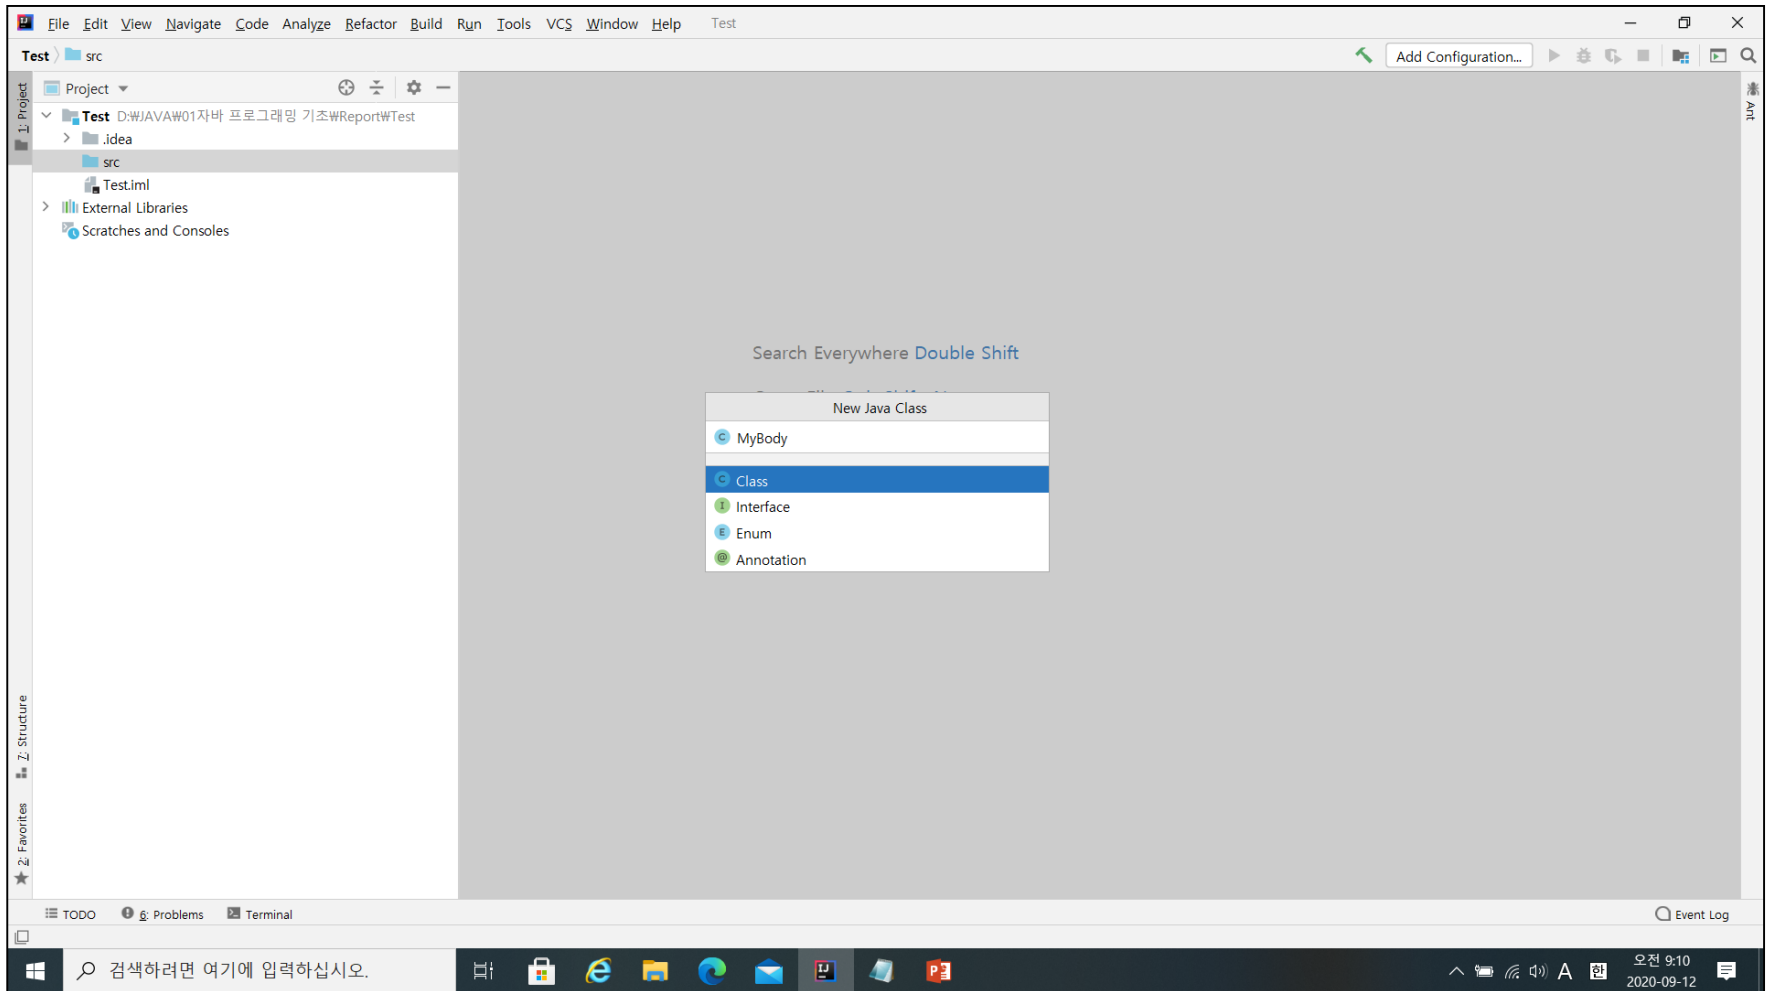 File Edit View Navigate Code Analyze Refactor Build Run Tools VCS Window Help Test
Test src
Add Configuration...
1: Project
Project
Test D:₩JAVA₩01자바 프로그래밍 기초₩Report₩Test
.idea
src
Test.iml
External Libraries
Scratches and Consoles
Ant
Search Everywhere Double Shift
New Java Class
C MyBody
C Class
I Interface
E Enum
@ Annotation
7: Structure
2: Favorites
TODO 6: Problems Terminal
Event Log
검색하려면 여기에 입력하십시오.
A 한
오전 9:10
2020-09-12